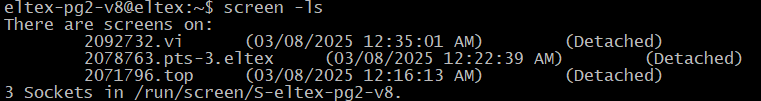 eltex-pg2-v8@eltex:~$ screen -ls
There are screens on:
2092732.vi (03/08/2025 12:35:01 AM) (Detached)
2078763.pts-3.eltex (03/08/2025 12:22:39 AM) (Detached)
2071796.top (03/08/2025 12:16:13 AM) (Detached)
3 Sockets in /run/screen/S-eltex-pg2-v8.